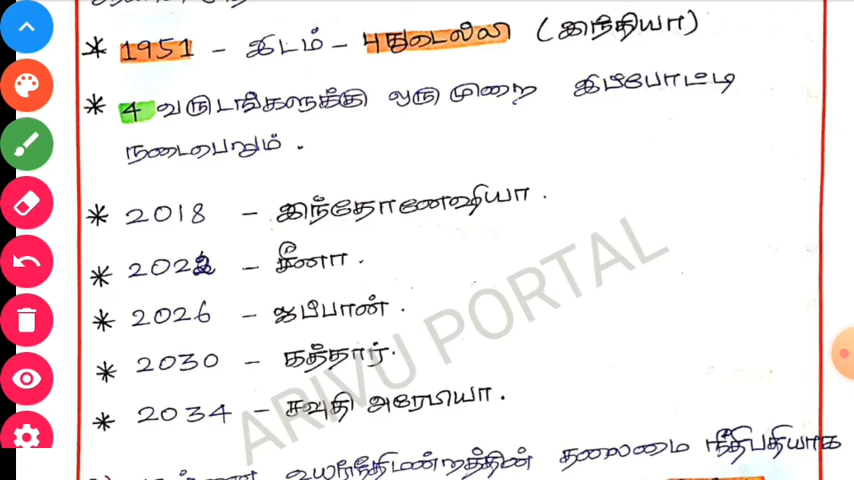 * 1951 - இடம் - புதுடெல்லி (இந்தியா)
* 4 வருடங்களுக்கு ஒரு முறை இப்போட்டி
நடைபெறும்.
* 2018 - இந்தோனேஷியா.
* 2022 - சீனா.
* 2026 - ஜப்பான்.
* 2030 - கத்தார்.
* 2034 - சவுதி அரேபியா.
ARIVU PORTAL
உயர்நீதிமன்றத்தின் தலைமை நீதிபதியாக